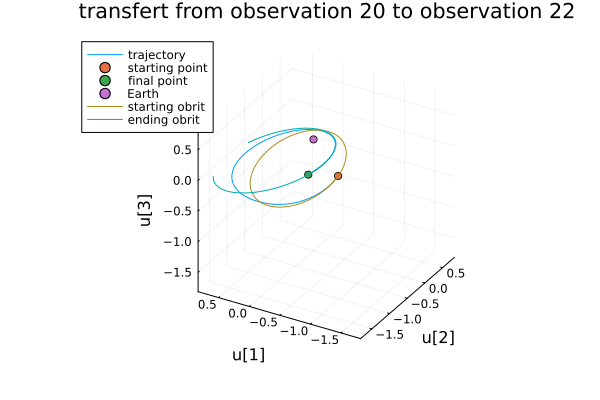 transfert from observation 20 to observation 22
trajectory
starting point
final point
Earth
starting obrit
ending obrit
0.5
0.0
−0.5
−1.0
−1.5
u[3]
0.5
0.0
−0.5
−1.0
−1.5
u[1]
0.5
0.0
−0.5
−1.0
−1.5
u[2]